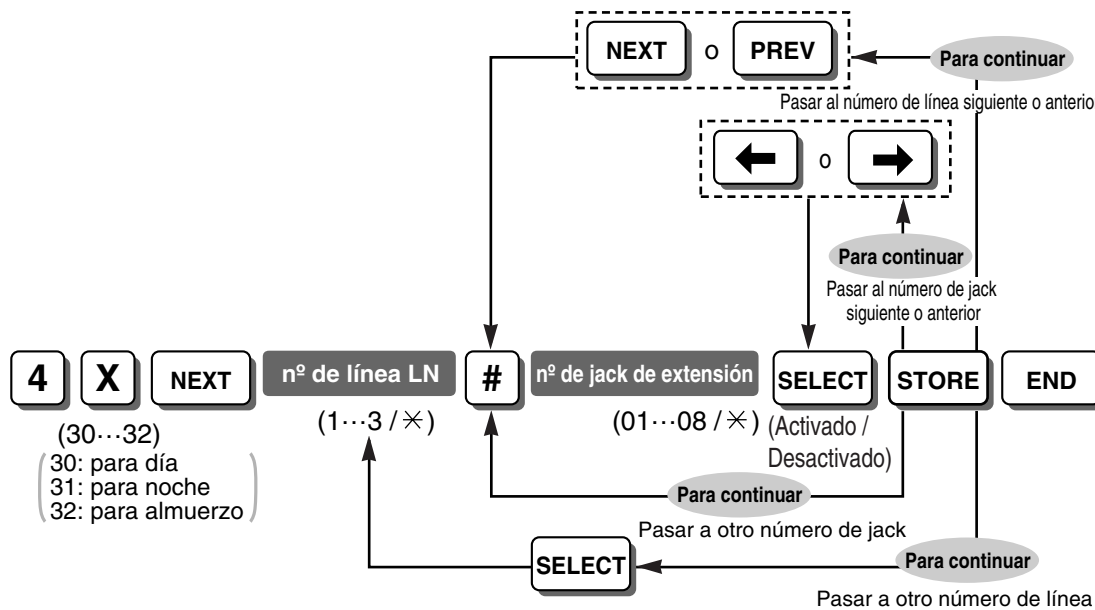 NEXT o PREV
Para continuar
Pasar al número de línea siguiente o anterio
← o →
Para continuar
Pasar al número de jack
siguiente o anterior
4 X NEXT nº de línea LN # nº de jack de extensión SELECT STORE END
(30···32)
(1···3 / ✳)
(01···08 / ✳)
(Activado /
Desactivado)
30: para día
31: para noche
32: para almuerzo
Para continuar
Pasar a otro número de jack
SELECT
Para continuar
Pasar a otro número de línea